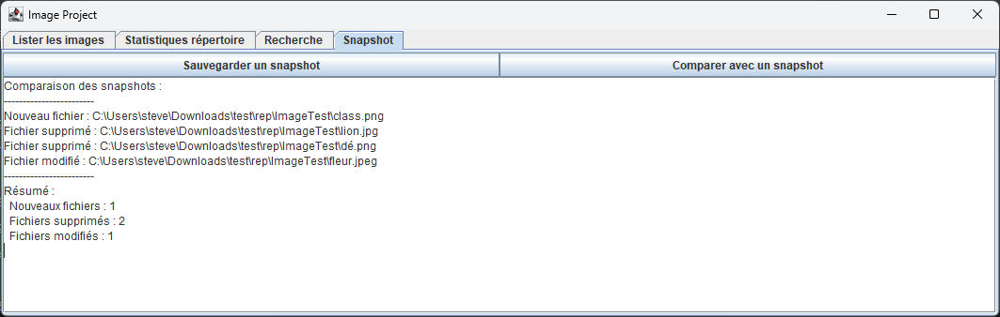 Image Project
Lister les images
Statistiques répertoire
Recherche
Snapshot
Sauvegarder un snapshot
Comparer avec un snapshot
Comparaison des snapshots :
------------------------
Nouveau fichier : C:\Users\steve\Downloads\test\rep\ImageTest\class.png
Fichier supprimé : C:\Users\steve\Downloads\test\rep\ImageTest\lion.jpg
Fichier supprimé : C:\Users\steve\Downloads\test\rep\ImageTest\dé.png
Fichier modifié : C:\Users\steve\Downloads\test\rep\ImageTest\fleur.jpeg
------------------------
Résumé :
  Nouveaux fichiers : 1
  Fichiers supprimés : 2
  Fichiers modifiés : 1